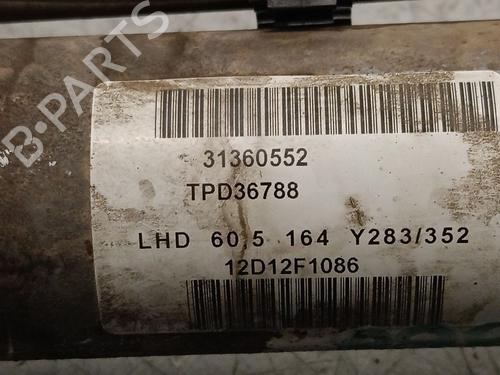 31360552
TPD36788
LHD 60.5 164 Y283/352
12D12F1086
B-PARTS